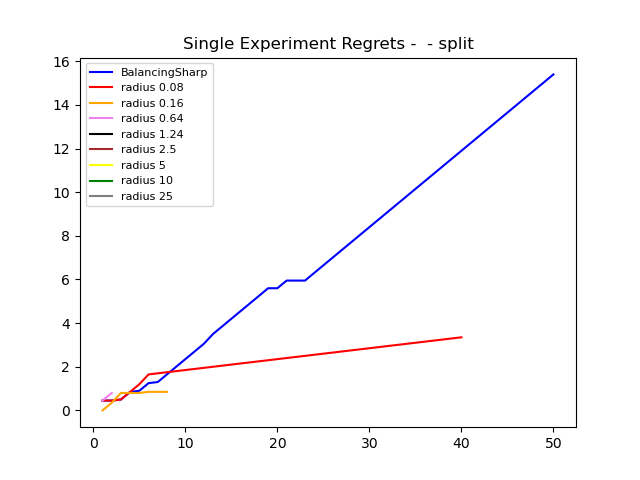 Single Experiment Regrets -  - split
16
14
12
10
8
6
4
2
0
BalancingSharp
radius 0.08
radius 0.16
radius 0.64
radius 1.24
radius 2.5
radius 5
radius 10
radius 25
0 10 20 30 40 50